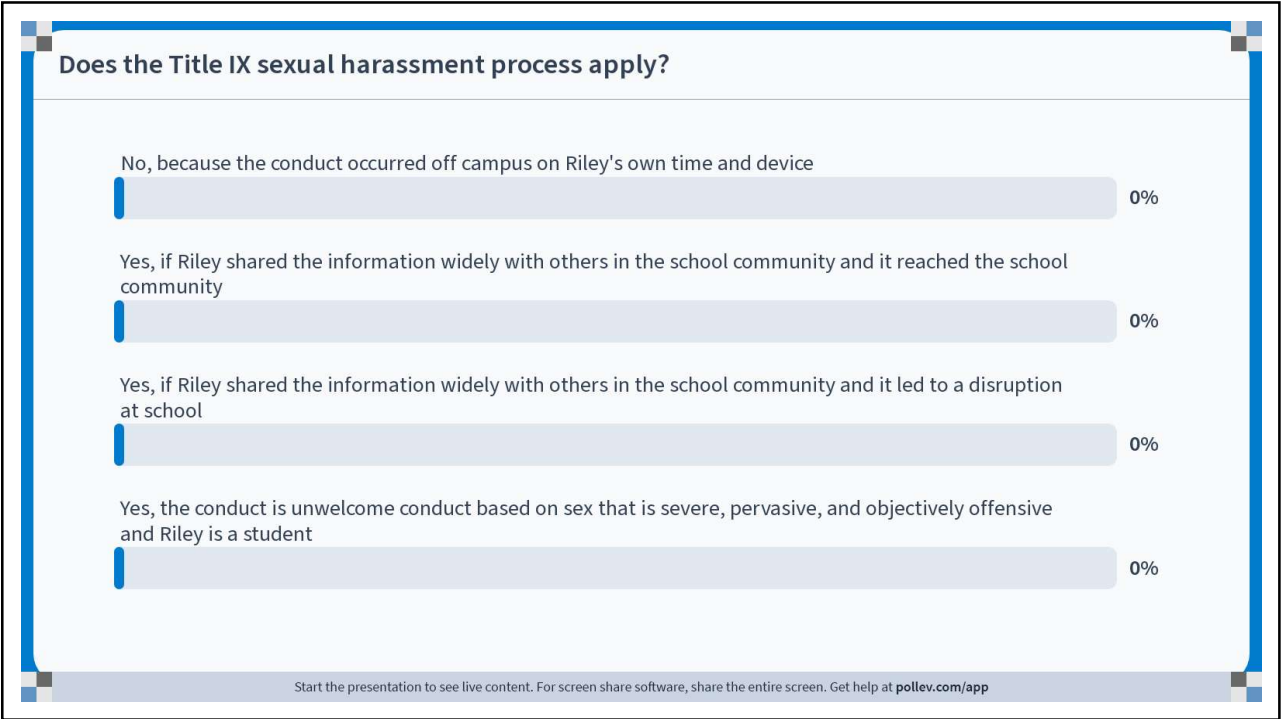 Does the Title IX sexual harassment process apply?
No, because the conduct occurred off campus on Riley's own time and device
0%
Yes, if Riley shared the information widely with others in the school community and it reached the school
community
0%
Yes, if Riley shared the information widely with others in the school community and it led to a disruption
at school
0%
Yes, the conduct is unwelcome conduct based on sex that is severe, pervasive, and objectively offensive
and Riley is a student
0%
Start the presentation to see live content. For screen share software, share the entire screen. Get help at pollev.com/app